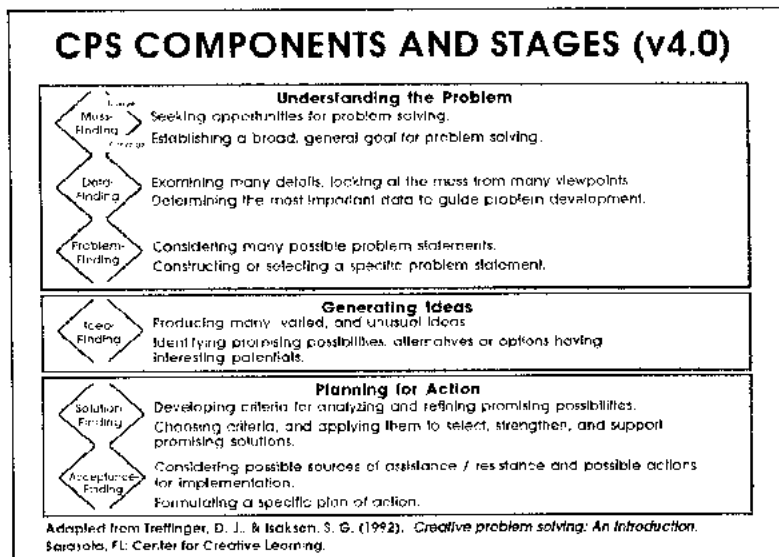 CPS COMPONENTS AND STAGES (v4.0)
Understanding the Problem
Mess-
Finding
Seeking opportunities for problem solving.
Establishing a broad, general goal for problem solving.
Data-
Finding
Examining many details, looking at the mess from many viewpoints
Determining the most important data to guide problem development.
Problem-
Finding
Considering many possible problem statements.
Constructing or selecting a specific problem statement.
Generating Ideas
Idea-
Finding
Producing many, varied, and unusual ideas
Identifying promising possibilities, alternatives or options having
interesting potentials.
Planning for Action
Solution
Finding
Developing criteria for analyzing and refining promising possibilities.
Choosing criteria, and applying them to select, strengthen, and support
promising solutions.
Acceptance-
Finding
Considering possible sources of assistance / resistance and possible actions
for implementation.
Formulating a specific plan of action.
Adapted from Treffinger, D. J., & Isaksen, S. G. (1992). Creative problem solving: An Introduction.
Sarasota, FL: Center for Creative Learning.